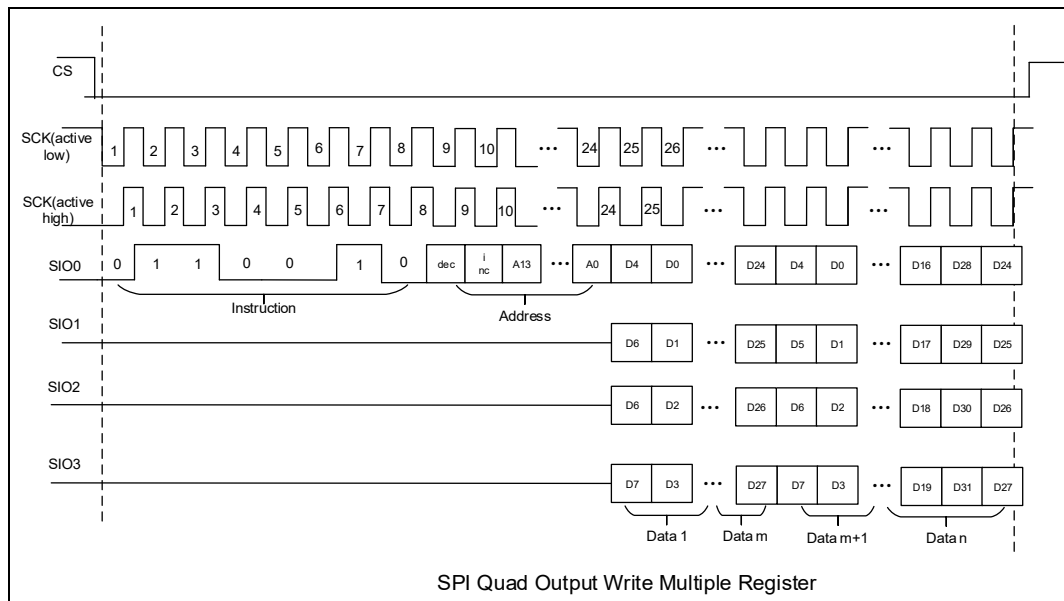 CS
SCK(active
low)
1 2 3 4 5 6 7 8 9 10 ••• 24 25 26 ••• •••
SCK(active
high)
1 2 3 4 5 6 7 8 9 10 ••• 24 25 ••• •••
SIO0 0 1 1 0 0 1 0 dec i
nc A13 ••• A0 D4 D0 ••• D24 D4 D0 ••• D16 D28 D24
Instruction Address
SIO1 D6 D1 ••• D25 D5 D1 ••• D17 D29 D25
SIO2 D6 D2 ••• D26 D6 D2 ••• D18 D30 D26
SIO3 D7 D3 ••• D27 D7 D3 ••• D19 D31 D27
Data 1 Data m Data m+1 Data n
SPI Quad Output Write Multiple Register